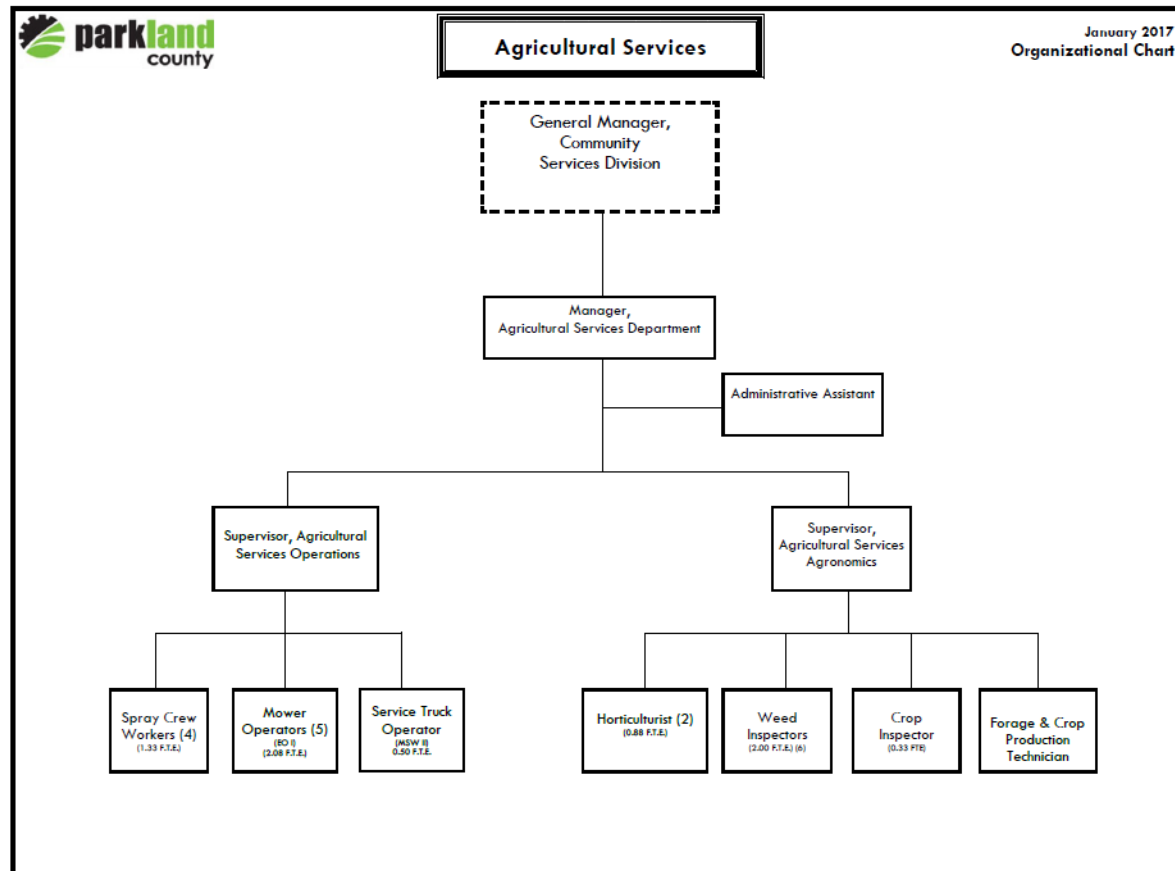 parkland
county
Agricultural Services
January 2017
Organizational Chart
General Manager,
Community
Services Division
Manager,
Agricultural Services Department
Administrative Assistant
Supervisor, Agricultural
Services Operations
Supervisor,
Agricultural Services
Agronomics
Spray Crew
Workers (4)
(1.33 F.T.E.)
Mower
Operators (5)
(EO I)
(2.08 F.T.E.)
Service Truck
Operator
(MSW II)
0.50 F.T.E.
Horticulturist (2)
(0.88 F.T.E.)
Weed
Inspectors
(2.00 F.T.E.) (6)
Crop
Inspector
(0.33 FTE)
Forage & Crop
Production
Technician